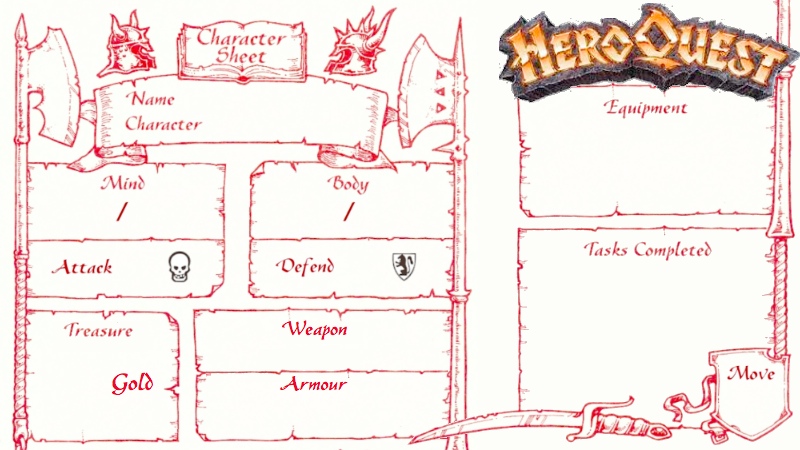 Character
Sheet
HeroQuest
Name
Character
Equipment
Mind
/
Body
/
Attack
Defend
Tasks Completed
Treasure
Gold
Weapon
Armour
Move